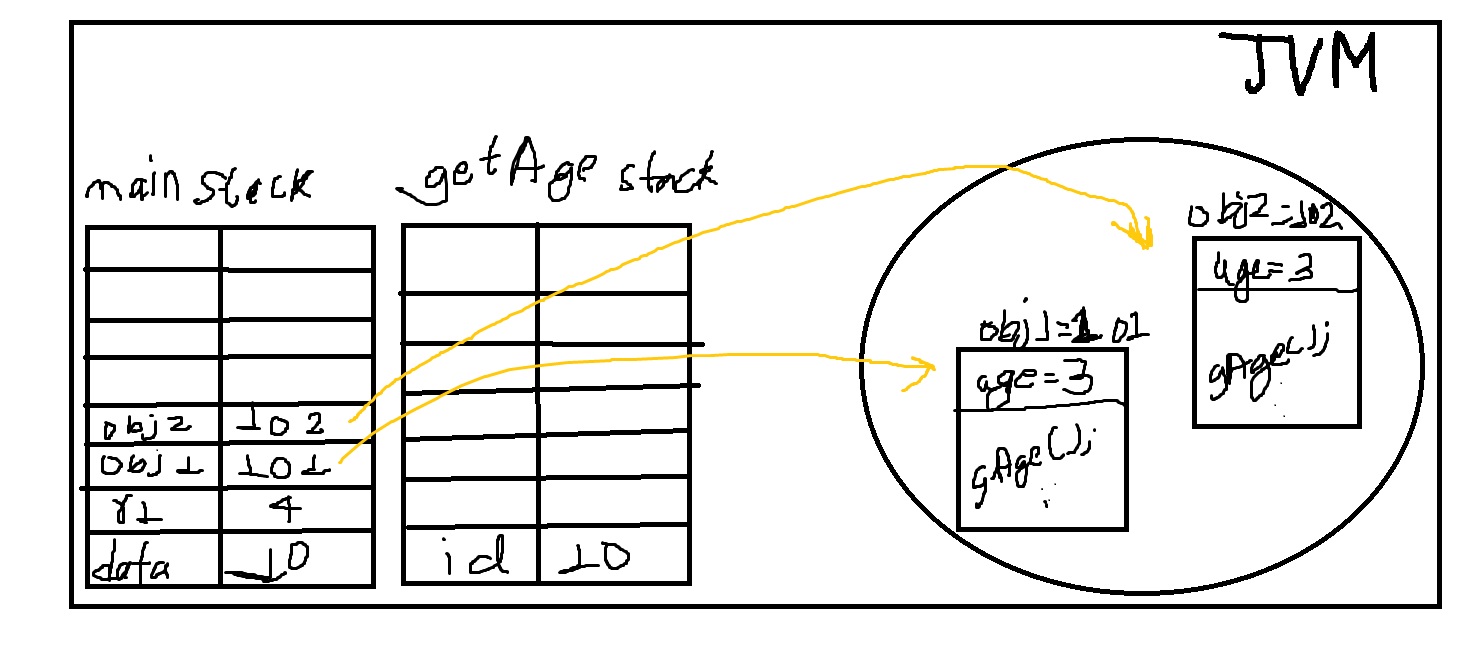 JVM
main Stack
getAge stack
obj2 102
obj1 101
r1 4
data 10
id 10
obj1=101
age=3
gAge();
obj2=102
age=3
gAge();